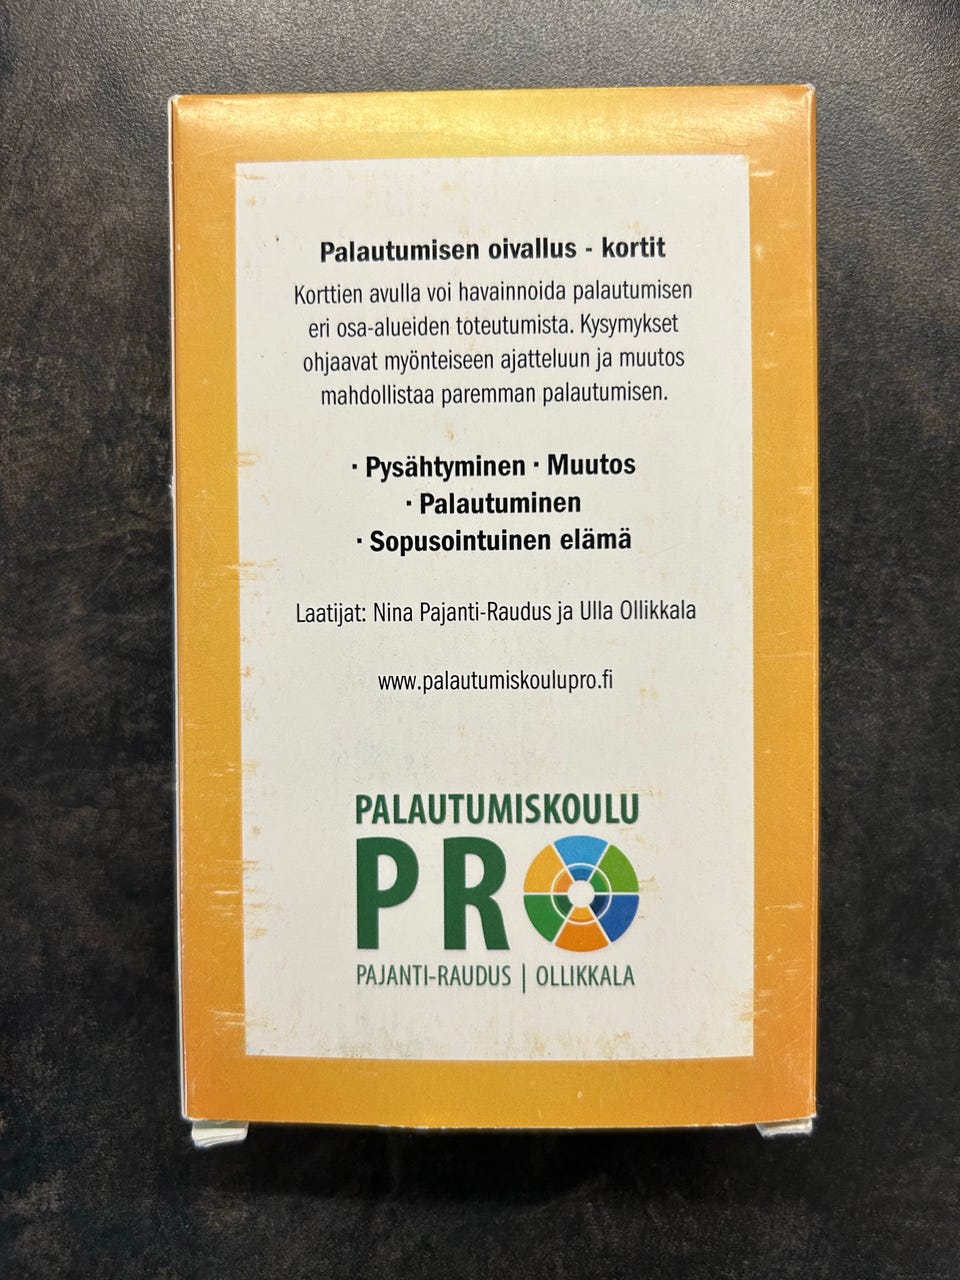 Palautumisen oivallus - kortit
Korttien avulla voi havainnoida palautumisen
eri osa-alueiden toteutumista. Kysymykset
ohjaavat myönteiseen ajatteluun ja muutos
mahdollistaa paremman palautumisen.
· Pysähtyminen · Muutos
· Palautuminen
· Sopusointuinen elämä
Laatijat: Nina Pajanti-Raudus ja Ulla Ollikkala
www.palautumiskoulupro.fi
PALAUTUMISKOULU
PRO
PAJANTI-RAUDUS | OLLIKKALA